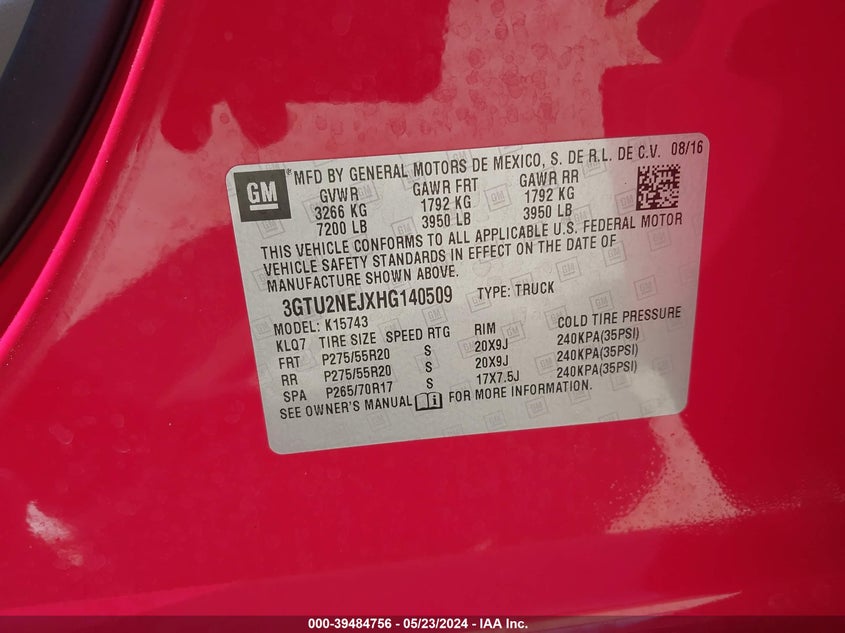 GM
MFD BY GENERAL MOTORS DE MEXICO, S. DE R.L. DE C.V. 08/16
GVWR GAWR FRT GAWR RR
3266 KG 1792 KG 1792 KG
7200 LB 3950 LB 3950 LB
THIS VEHICLE CONFORMS TO ALL APPLICABLE U.S. FEDERAL MOTOR
VEHICLE SAFETY STANDARDS IN EFFECT ON THE DATE OF
MANUFACTURE SHOWN ABOVE.
3GTU2NEJXHG140509 TYPE: TRUCK
MODEL: K15743
KLQ7 TIRE SIZE SPEED RTG RIM COLD TIRE PRESSURE
FRT P275/55R20 S 20X9J 240KPA(35PSI)
RR P275/55R20 S 20X9J 240KPA(35PSI)
SPA P265/70R17 S 17X7.5J 240KPA(35PSI)
SEE OWNER'S MANUAL FOR MORE INFORMATION.
000-39484756 - 05/23/2024 - IAA Inc.